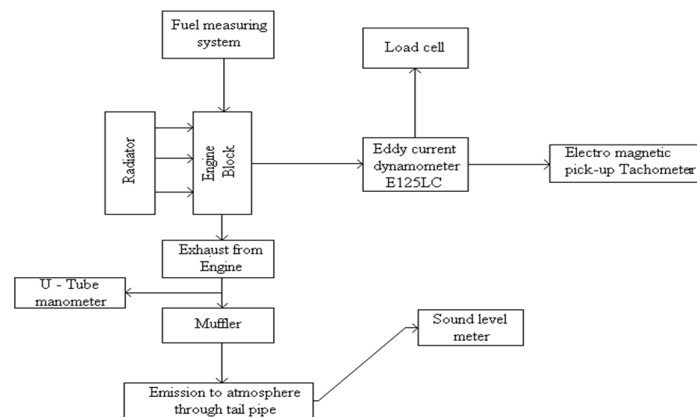 Fuel measuring
system
Load cell
Radiator
Engine
Block
Eddy current
dynamometer
E125LC
Electro magnetic
pick-up Tachometer
Exhaust from
Engine
U - Tube
manometer
Muffler
Sound level
meter
Emission to atmosphere
through tail pipe